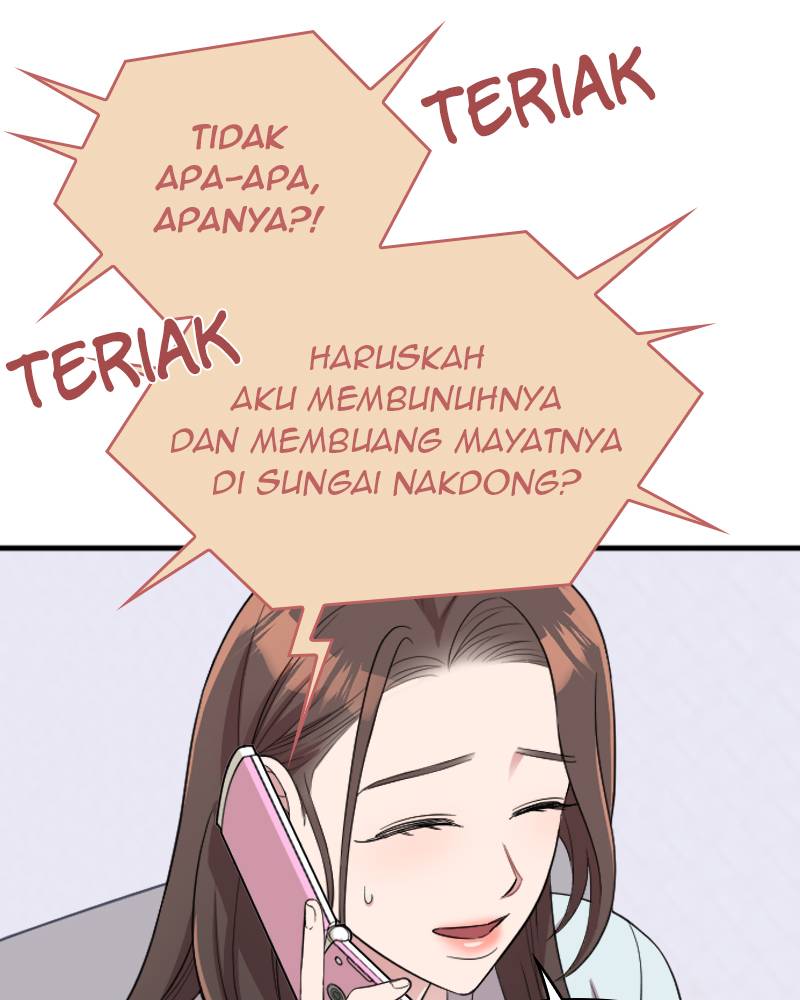 TERIAK
TIDAK
APA-APA,
APANYA?!
TERIAK
HARUSKAH
AKU MEMBUNUHNYA
DAN MEMBUANG MAYATNYA
DI SUNGAI NAKDONG?